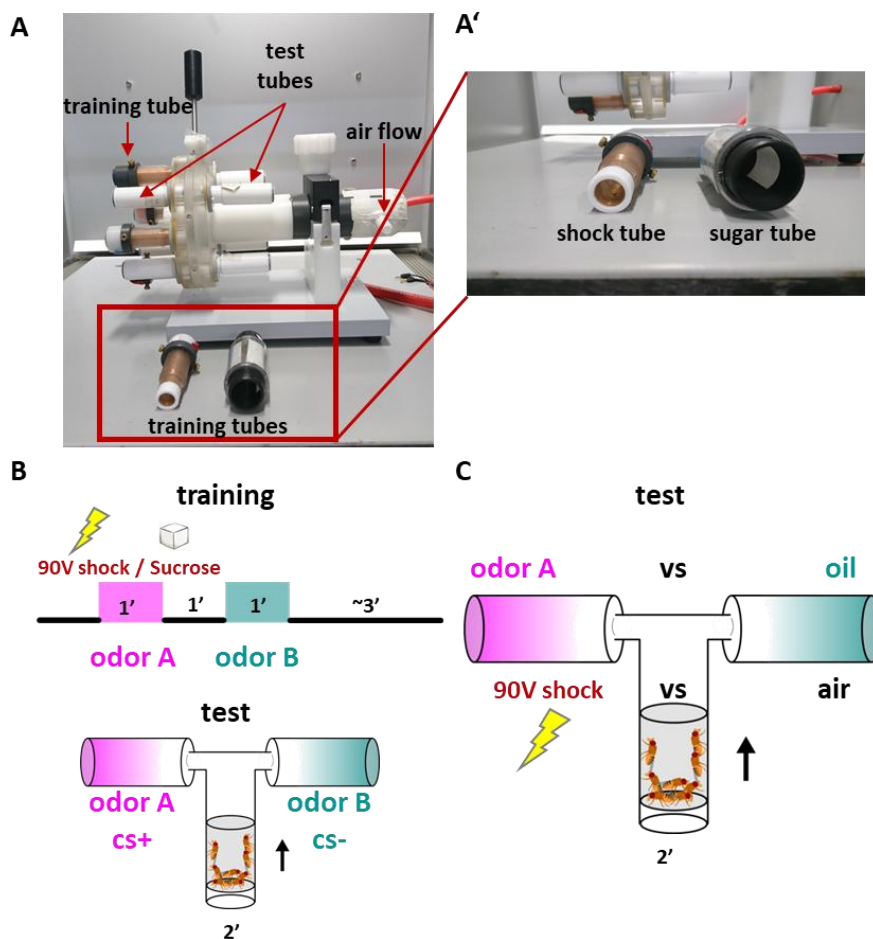 A
test
tubes
training tube
air flow
training tubes
A'
shock tube
sugar tube
B
training
90V shock / Sucrose
1'
1'
1'
~3'
odor A
odor B
test
odor A
cs+
odor B
cs-
2'
C
test
odor A
vs
oil
90V shock
vs
air
2'